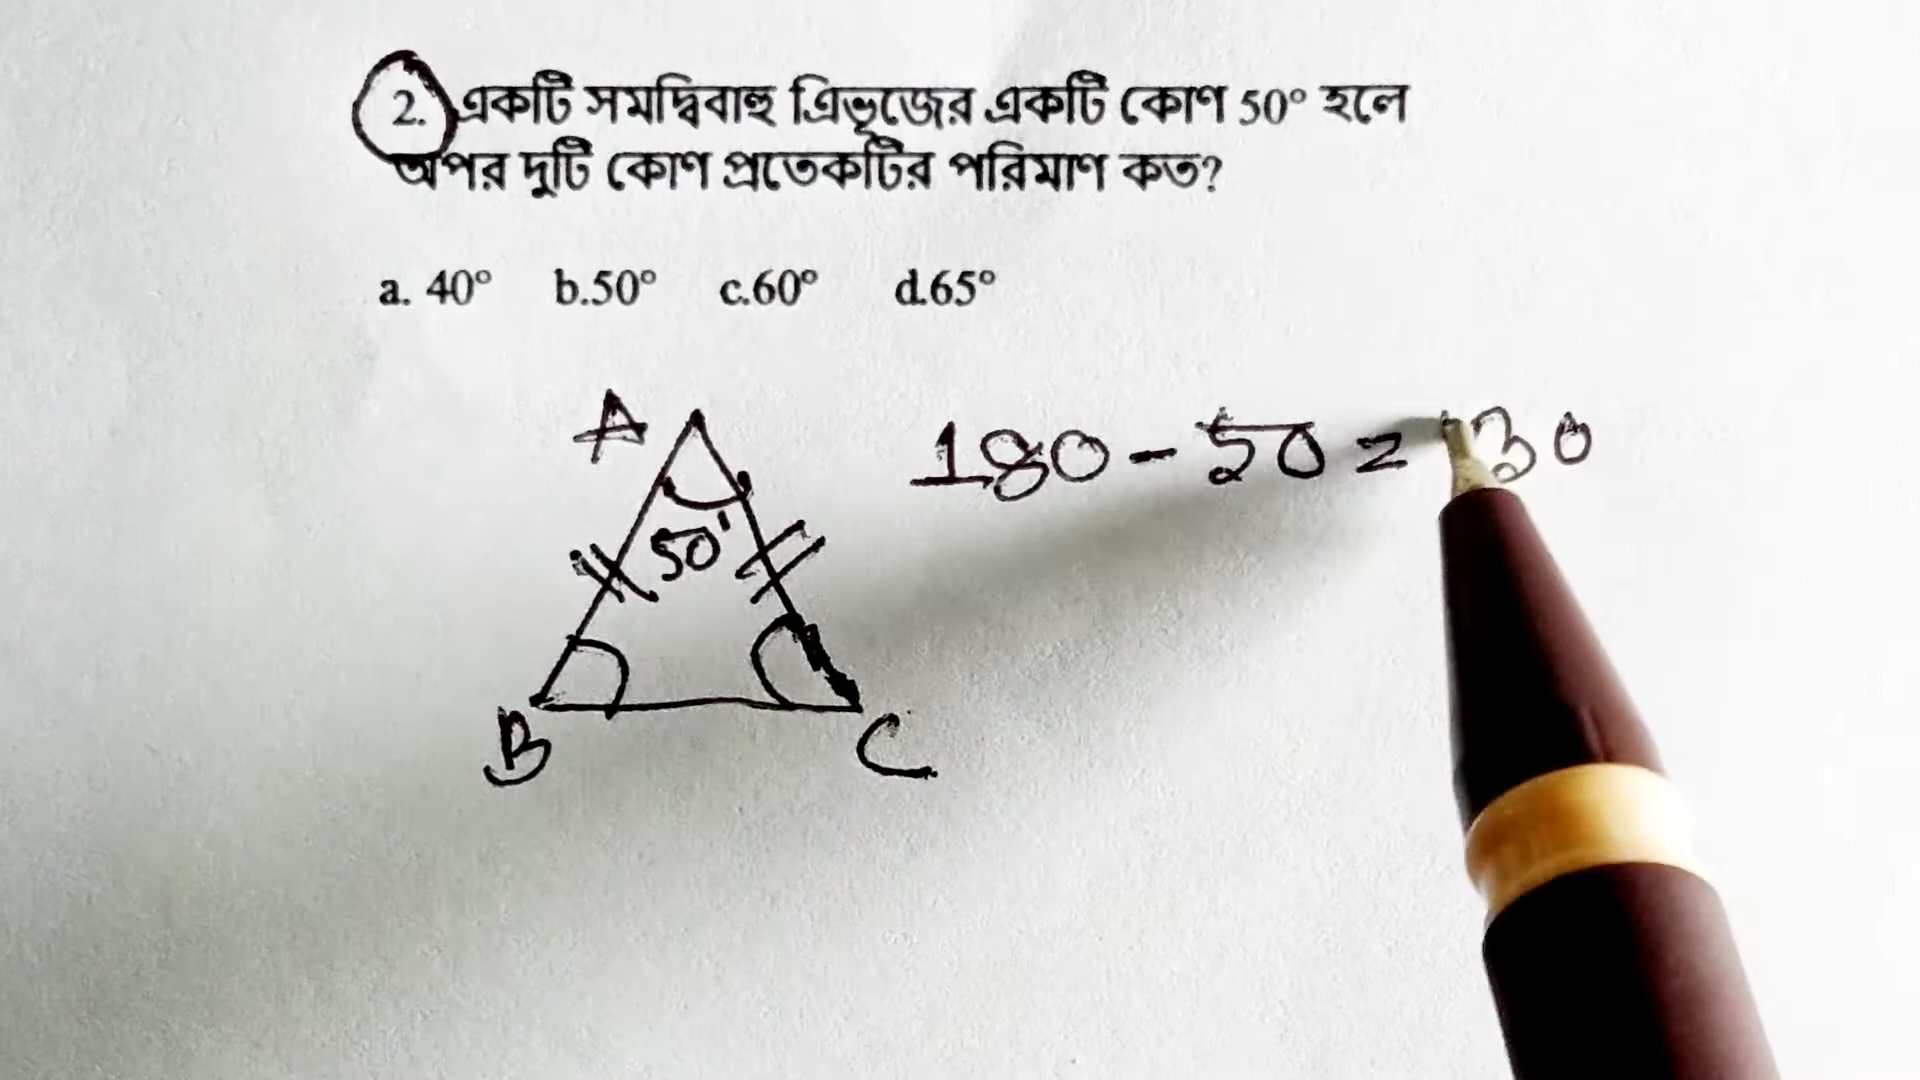 2. একটি সমদ্বিবাহু ত্রিভূজের একটি কোণ 50° হলে
অপর দুটি কোণ প্রতেকটির পরিমাণ কত?
a. 40° b.50° c.60° d.65°
A
180 - 50 = 130
50°
B
C